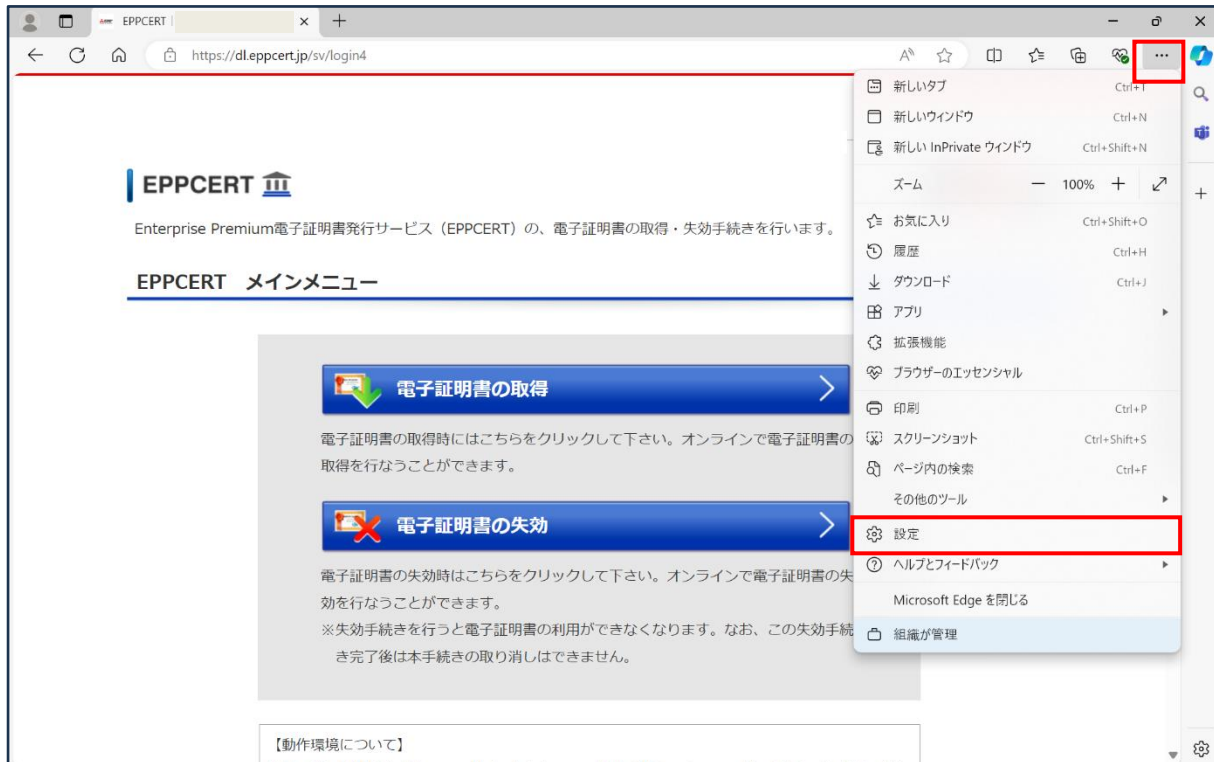 EPPCERT |
https://dl.eppcert.jp/sv/login4
新しいタブ Ctrl+T
新しいウィンドウ Ctrl+N
新しい InPrivate ウィンドウ Ctrl+Shift+N
ズーム 100%
お気に入り Ctrl+Shift+O
履歴 Ctrl+H
ダウンロード Ctrl+J
アプリ
拡張機能
ブラウザーのエッセンシャル
印刷 Ctrl+P
スクリーンショット Ctrl+Shift+S
ページ内の検索 Ctrl+F
その他のツール
設定
ヘルプとフィードバック
Microsoft Edge を閉じる
組織が管理
EPPCERT
Enterprise Premium電子証明書発行サービス（EPPCERT）の、電子証明書の取得・失効手続きを行います。
EPPCERT メインメニュー
電子証明書の取得
電子証明書の取得時にはこちらをクリックして下さい。オンラインで電子証明書の
取得を行なうことができます。
電子証明書の失効
電子証明書の失効時はこちらをクリックして下さい。オンラインで電子証明書の失
効を行なうことができます。
※失効手続きを行うと電子証明書の利用ができなくなります。なお、この失効手続
き完了後は本手続きの取り消しはできません。
【動作環境について】